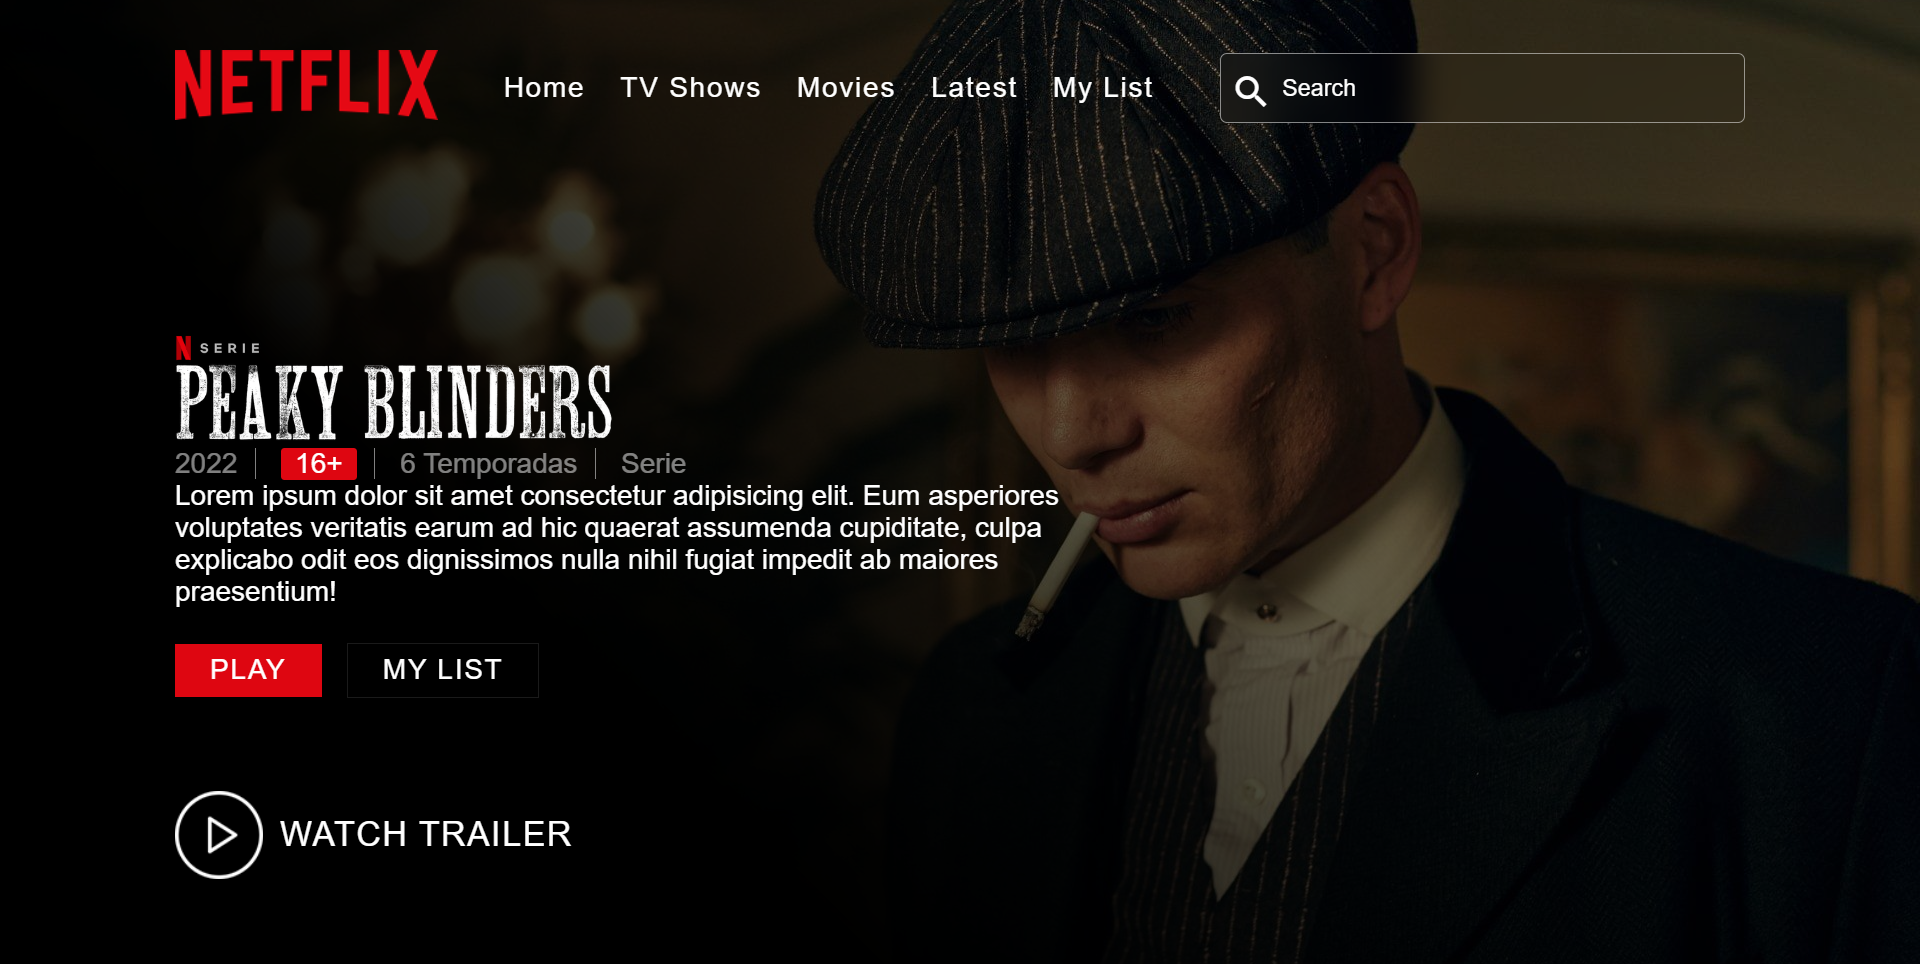 NETFLIX
Home TV Shows Movies Latest My List
Search
N SERIE
PEAKY BLINDERS
2022 16+ 6 Temporadas Serie
Lorem ipsum dolor sit amet consectetur adipisicing elit. Eum asperiores
voluptates veritatis earum ad hic quaerat assumenda cupiditate, culpa
explicabo odit eos dignissimos nulla nihil fugiat impedit ab maiores
praesentium!
PLAY MY LIST
WATCH TRAILER